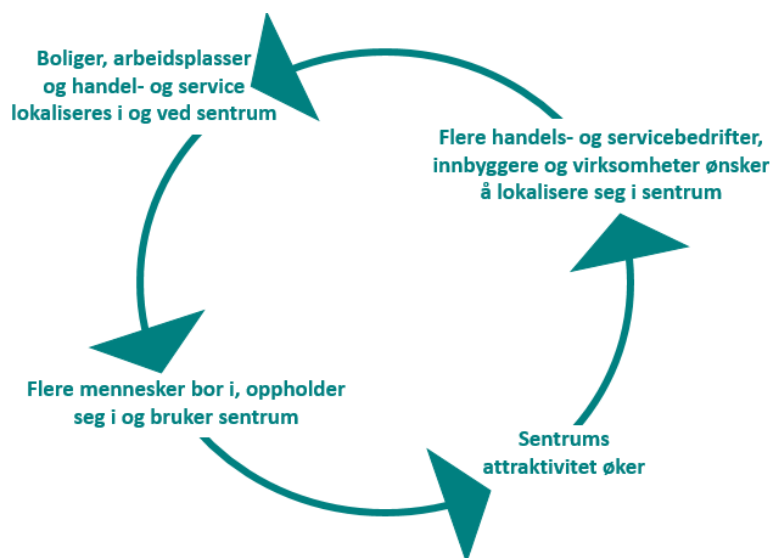 Boliger, arbeidsplasser
og handel- og service
lokaliseres i og ved sentrum
Flere handels- og servicebedrifter,
innbyggere og virksomheter ønsker
å lokalisere seg i sentrum
Flere mennesker bor i, oppholder
seg i og bruker sentrum
Sentrums
attraktivitet øker